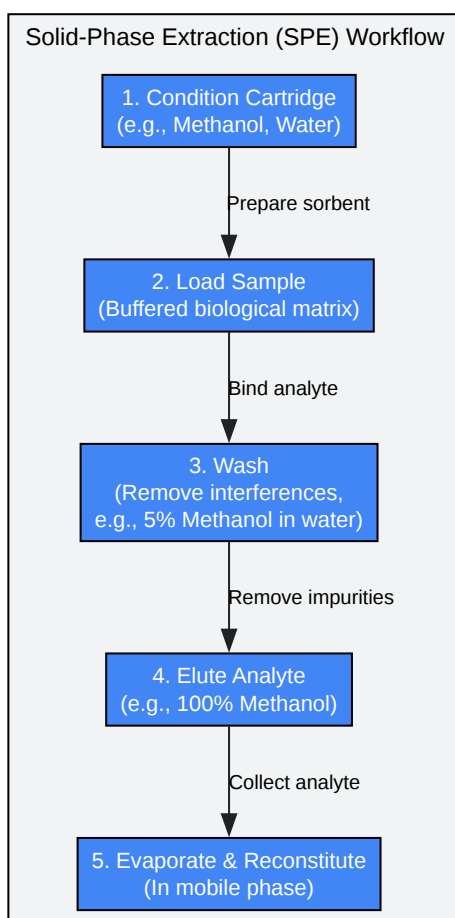 Solid-Phase Extraction (SPE) Workflow
1. Condition Cartridge
(e.g., Methanol, Water)
Prepare sorbent
2. Load Sample
(Buffered biological matrix)
Bind analyte
3. Wash
(Remove interferences,
e.g., 5% Methanol in water)
Remove impurities
4. Elute Analyte
(e.g., 100% Methanol)
Collect analyte
5. Evaporate & Reconstitute
(In mobile phase)